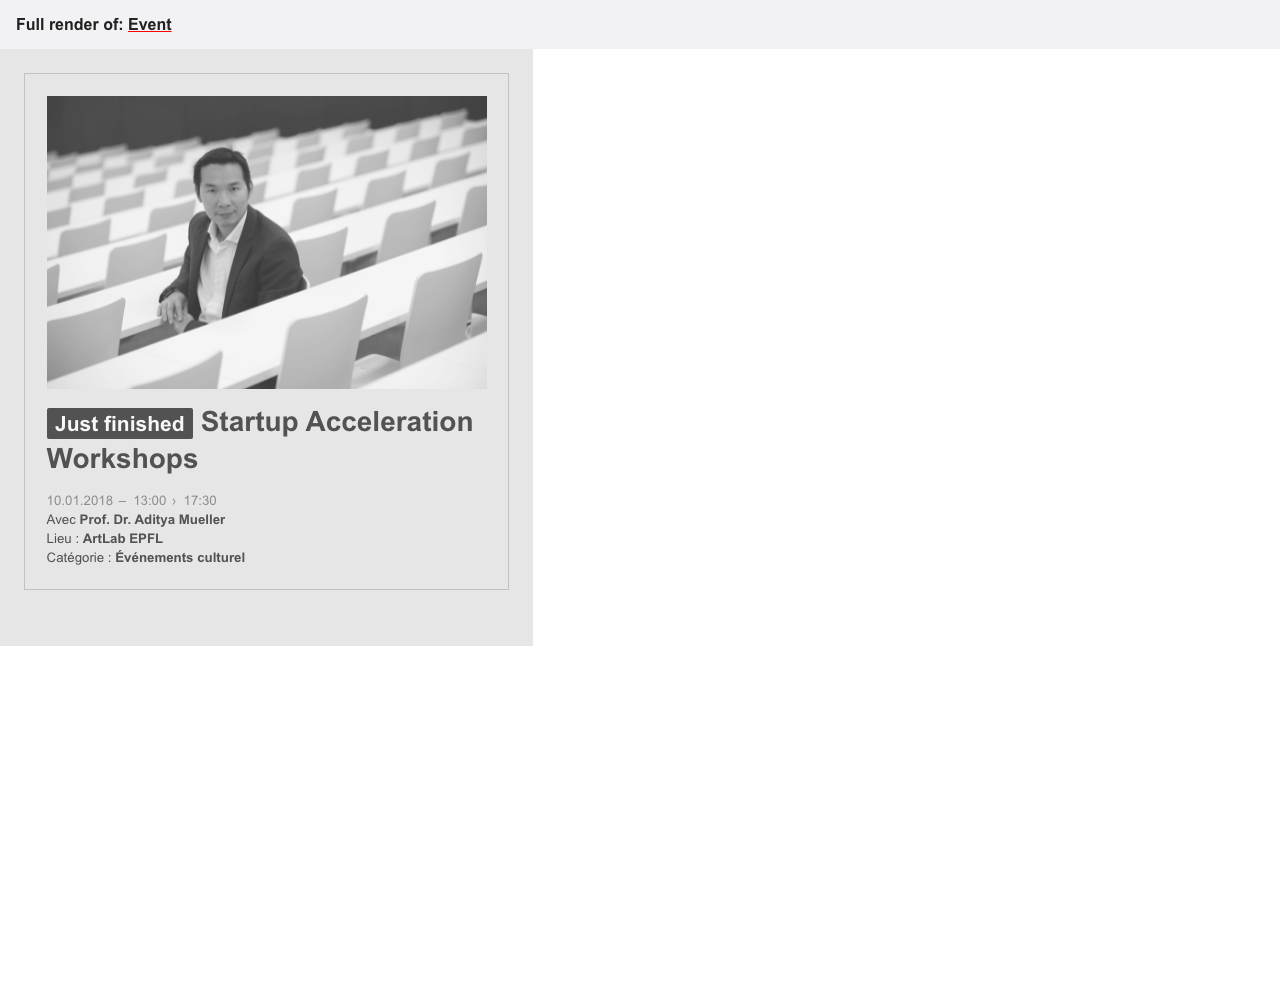 Full render of: Event
Just finished Startup Acceleration
Workshops
10.01.2018 – 13:00 › 17:30
Avec Prof. Dr. Aditya Mueller
Lieu : ArtLab EPFL
Catégorie : Événements culturel